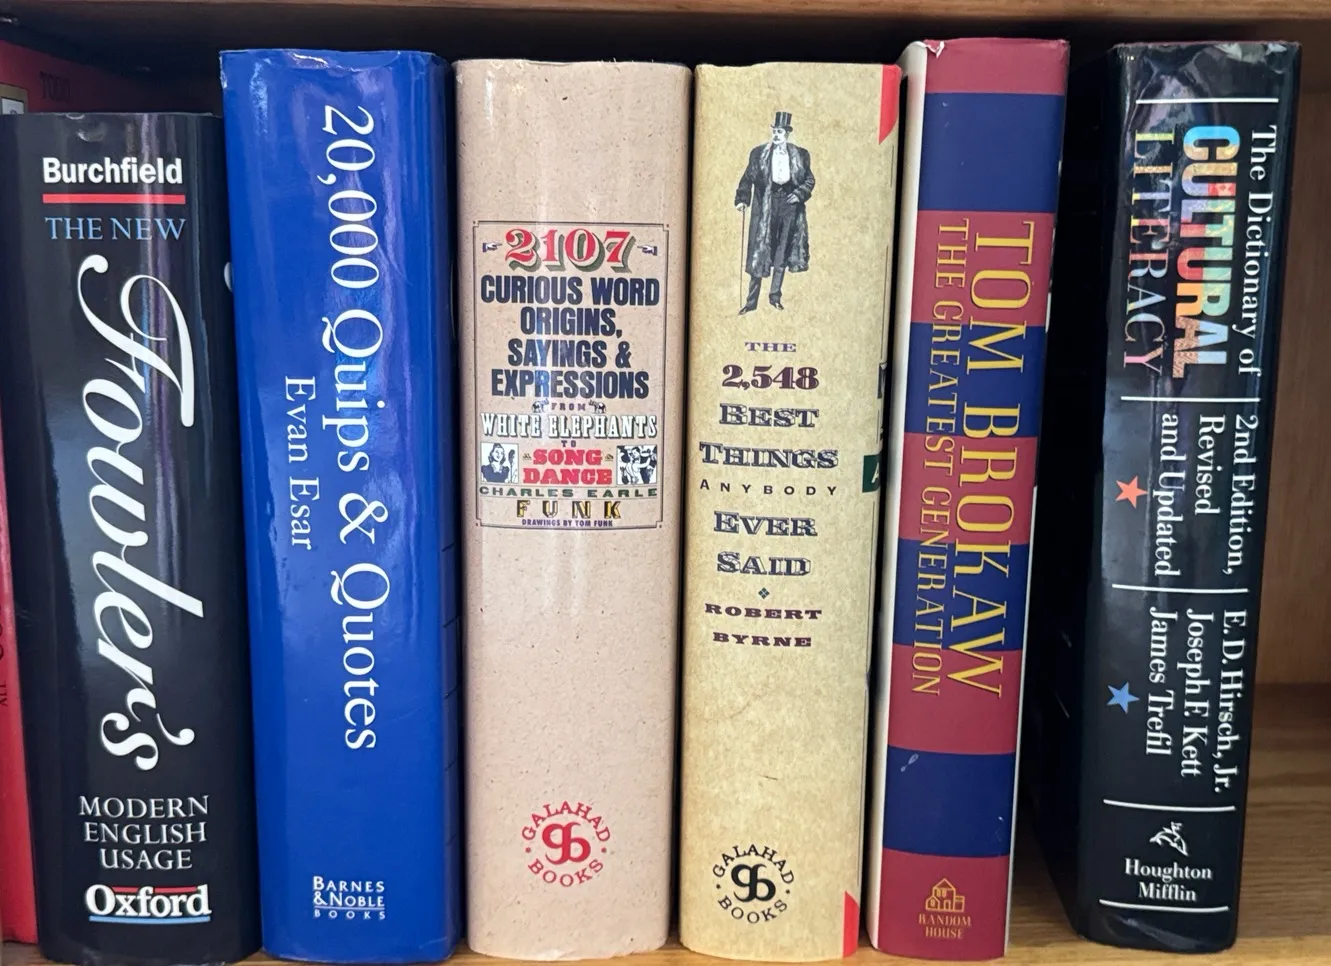 Burchfield
THE NEW
Fowler's
MODERN
ENGLISH
USAGE
Oxford
20,000 Quips & Quotes
Evan Esar
BARNES
& NOBLE
BOOKS
2107
CURIOUS WORD
ORIGINS,
SAYINGS &
EXPRESSIONS
FROM
WHITE ELEPHANTS
TO
SONG
DANCE
CHARLES EARLE
FUNK
DRAWINGS BY TOM FUNK
GALAHAD
gb
BOOKS
THE
2,548
BEST
THINGS
ANYBODY
EVER
SAID
ROBERT
BYRNE
GALAHAD
gb
BOOKS
TOM BROKAW
THE GREATEST GENERATION
RANDOM
HOUSE
The Dictionary of
CULTURAL
LITERACY
2nd Edition,
Revised
and Updated
E. D. Hirsch, Jr.
Joseph F. Kett
James Trefil
Houghton
Mifflin